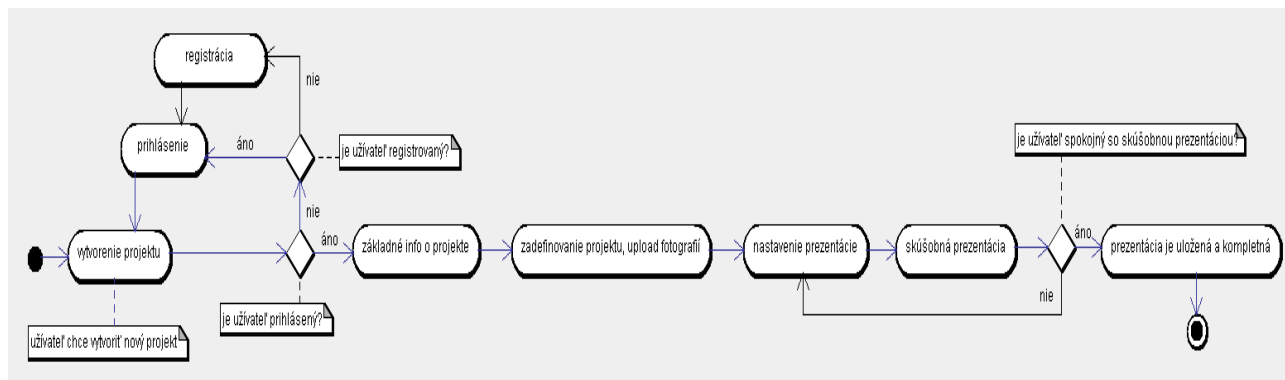 registrácia
nie
prihlásenie
áno
je užívateľ registrovaný?
je užívateľ spokojný so skúšobnou prezentáciou?
nie
vytvorenie projektu
áno
základné info o projekte
zadefinovanie projektu, upload fotografií
nastavenie prezentácie
skúšobná prezentácia
áno
prezentácia je uložená a kompletná
nie
je užívateľ prihlásený?
užívateľ chce vytvoriť nový projekt